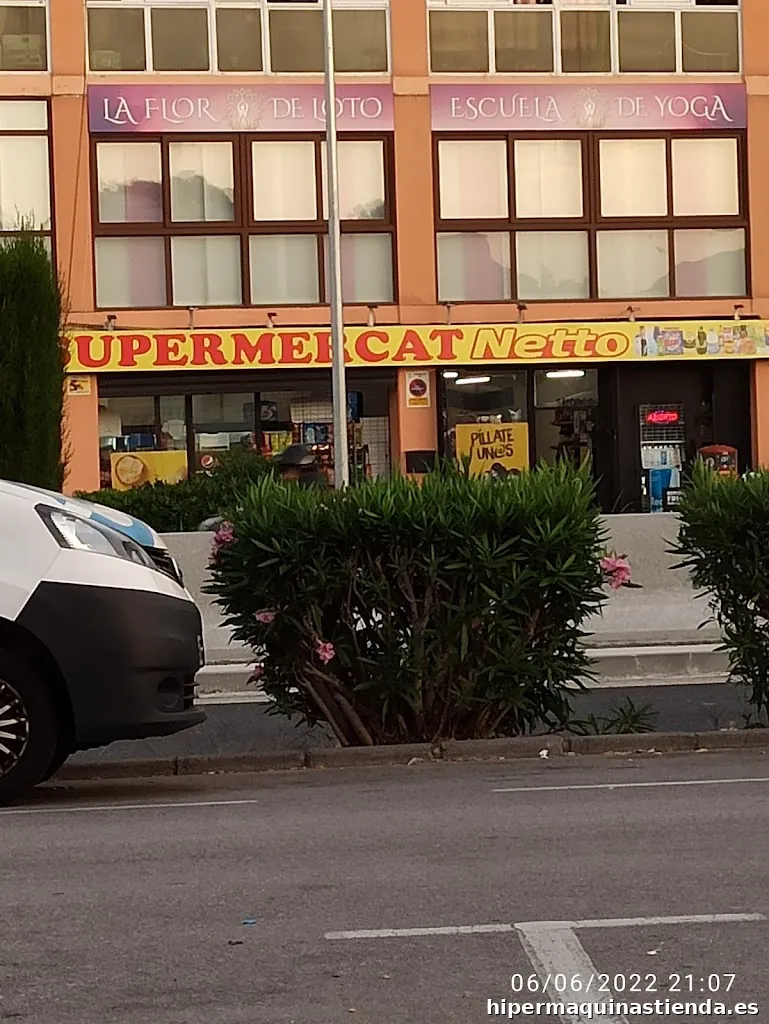 LA FLOR DE LOTO
ESCUELA DE YOGA
SUPERMERCAT Netto
PÍLLATE
UN@S
ABIERTO
06/06/2022 21:07
hipermaquinastienda.es